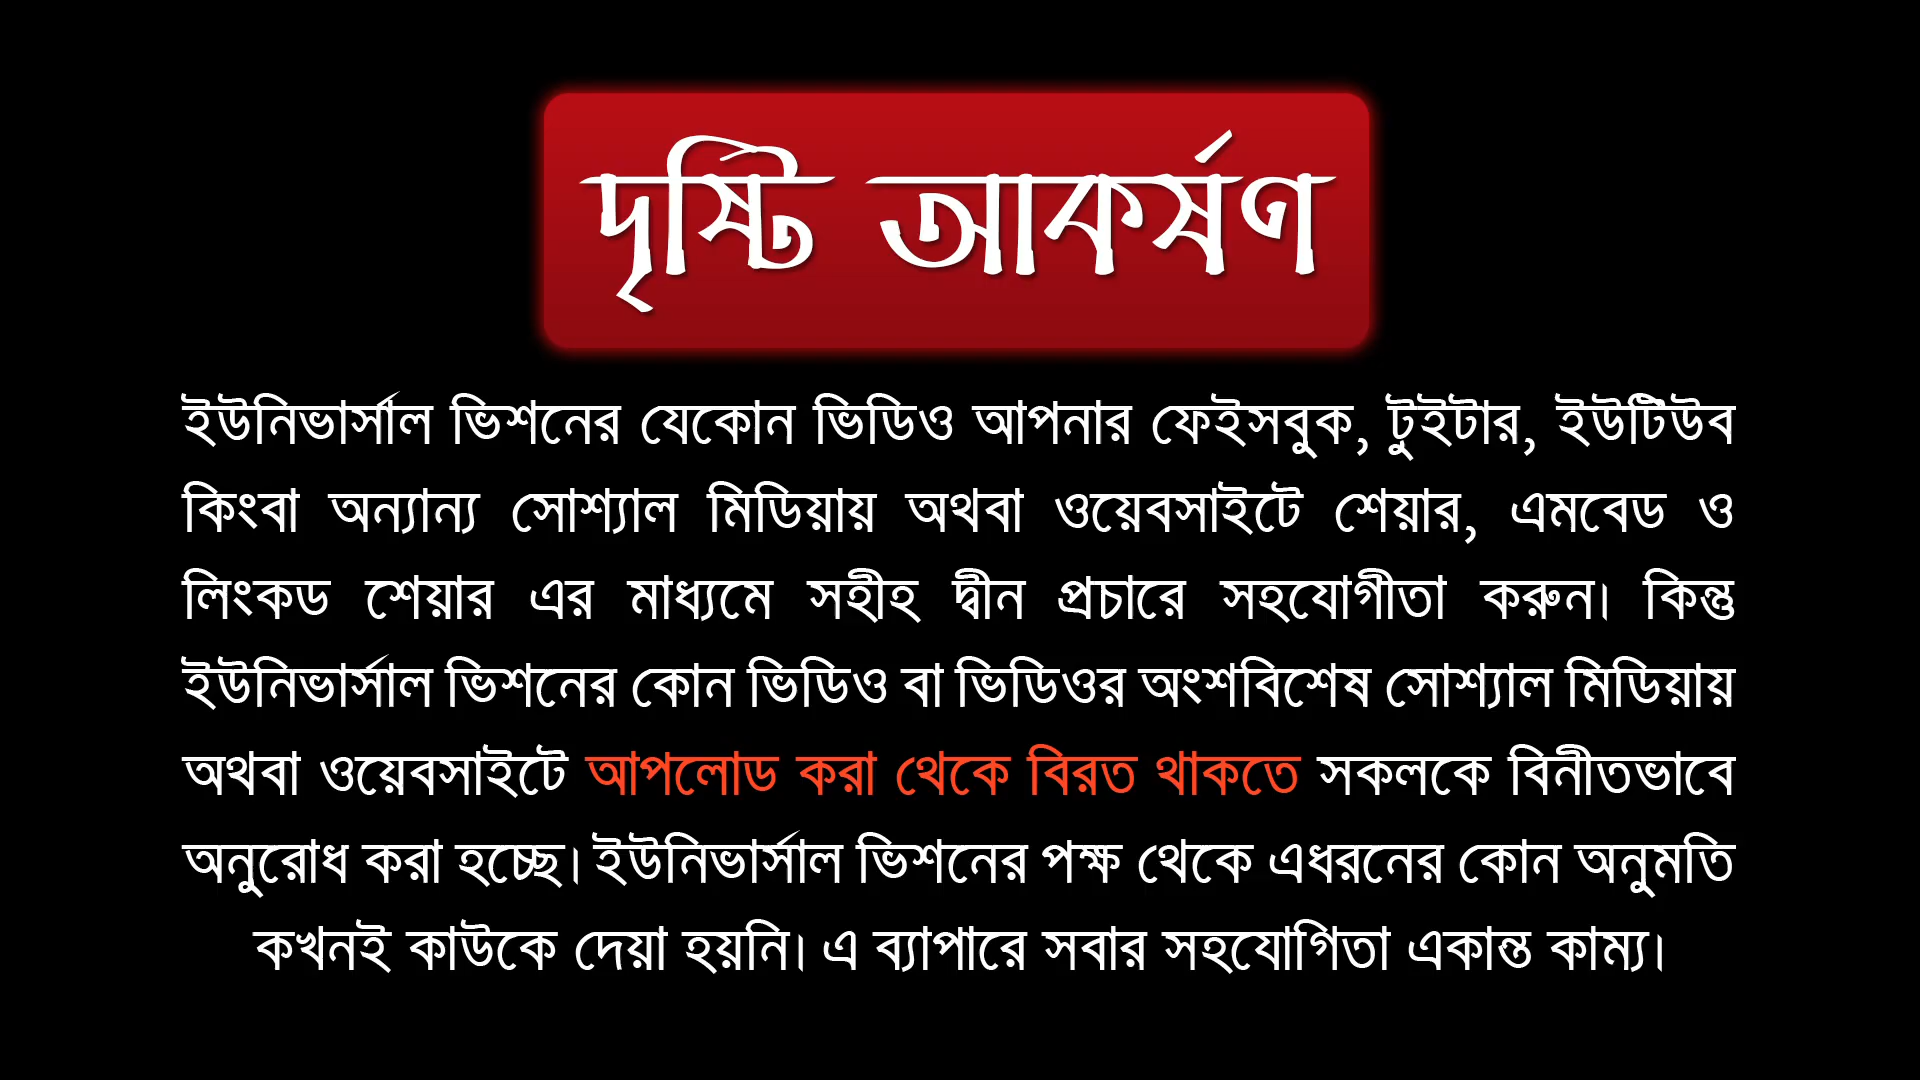 দৃষ্টি আকর্ষণ
ইউনিভার্সাল ভিশনের যেকোন ভিডিও আপনার ফেইসবুক, টুইটার, ইউটিউব
কিংবা অন্যান্য সোশ্যাল মিডিয়ায় অথবা ওয়েবসাইটে শেয়ার, এমবেড ও
লিংকড শেয়ার এর মাধ্যমে সহীহ দ্বীন প্রচারে সহযোগীতা করুন। কিন্তু
ইউনিভার্সাল ভিশনের কোন ভিডিও বা ভিডিওর অংশবিশেষ সোশ্যাল মিডিয়ায়
অথবা ওয়েবসাইটে আপলোড করা থেকে বিরত থাকতে সকলকে বিনীতভাবে
অনুরোধ করা হচ্ছে। ইউনিভার্সাল ভিশনের পক্ষ থেকে এধরনের কোন অনুমতি
কখনই কাউকে দেয়া হয়নি। এ ব্যাপারে সবার সহযোগিতা একান্ত কাম্য।